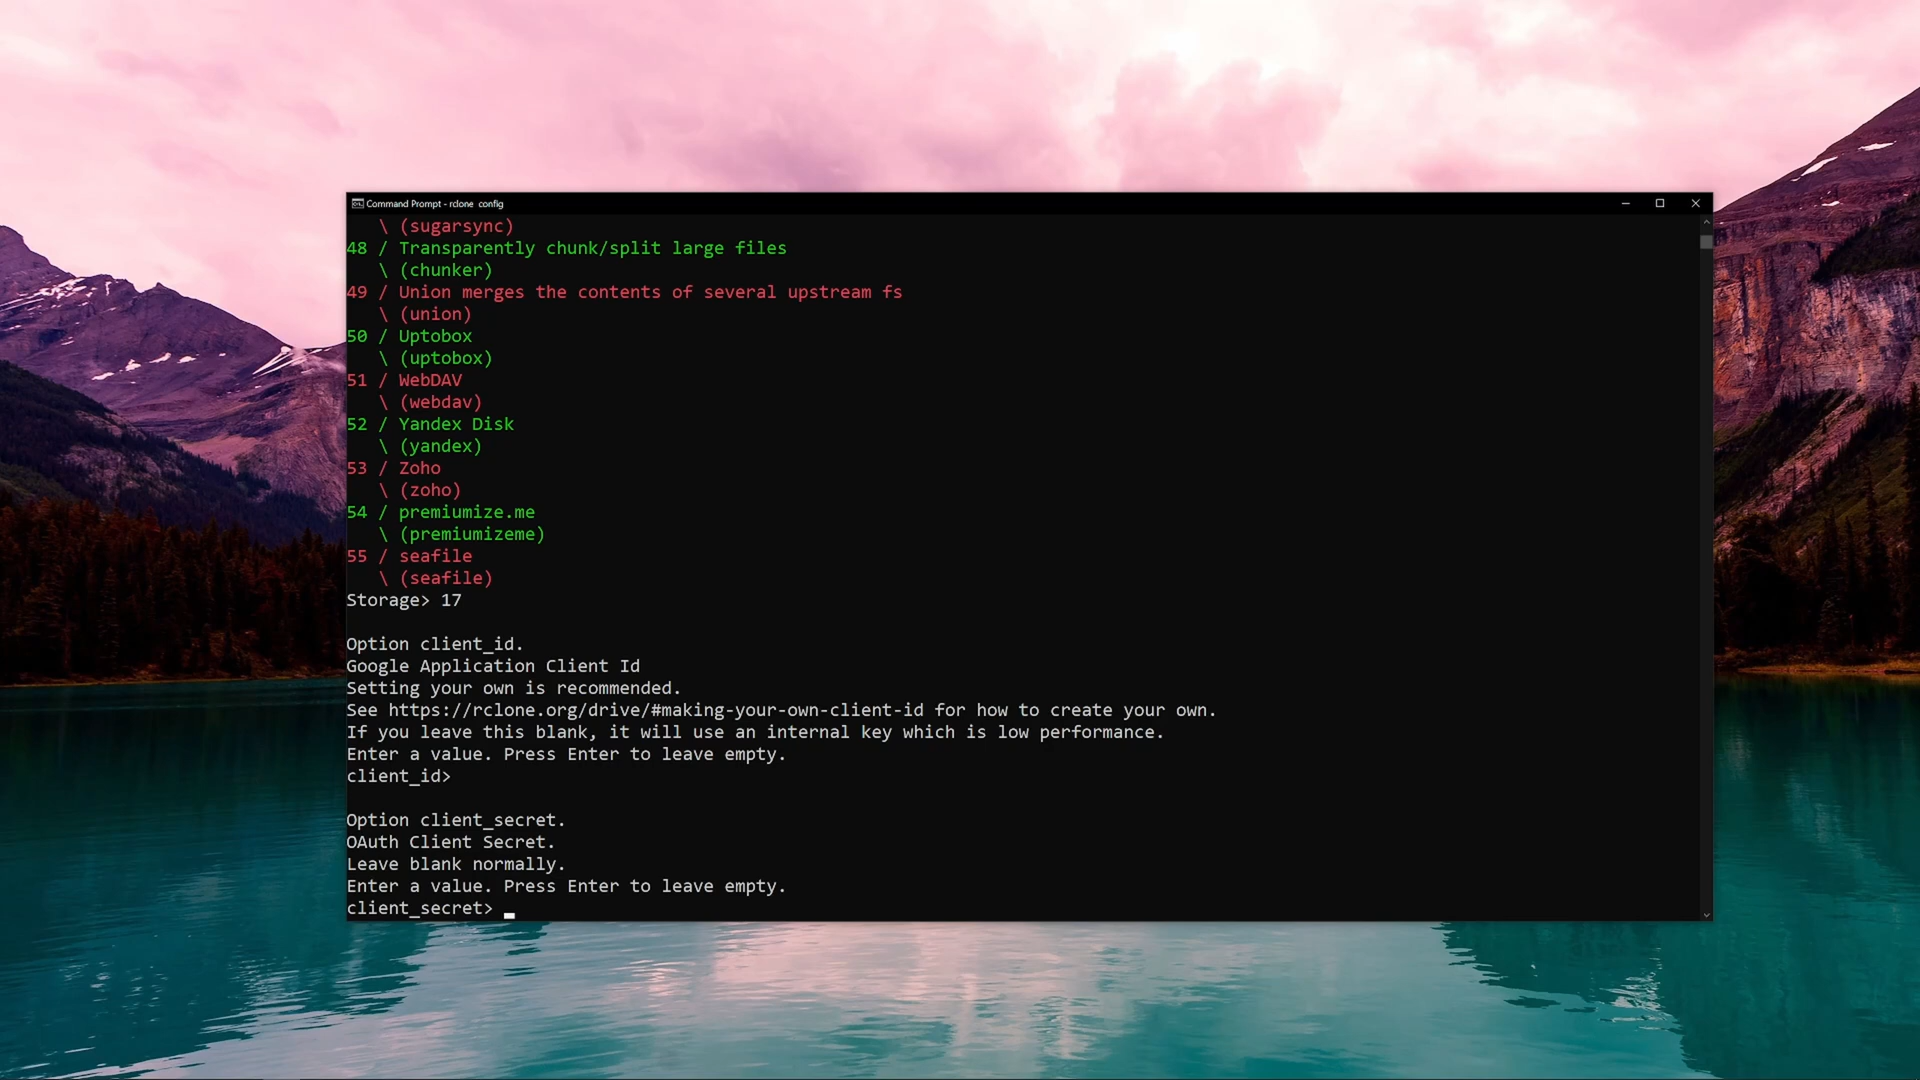 Command Prompt - rclone  config
\ (sugarsync)
48 / Transparently chunk/split large files
\ (chunker)
49 / Union merges the contents of several upstream fs
\ (union)
50 / Uptobox
\ (uptobox)
51 / WebDAV
\ (webdav)
52 / Yandex Disk
\ (yandex)
53 / Zoho
\ (zoho)
54 / premiumize.me
\ (premiumizeme)
55 / seafile
\ (seafile)
Storage> 17
Option client_id.
Google Application Client Id
Setting your own is recommended.
See https://rclone.org/drive/#making-your-own-client-id for how to create your own.
If you leave this blank, it will use an internal key which is low performance.
Enter a value. Press Enter to leave empty.
client_id>
Option client_secret.
OAuth Client Secret.
Leave blank normally.
Enter a value. Press Enter to leave empty.
client_secret>